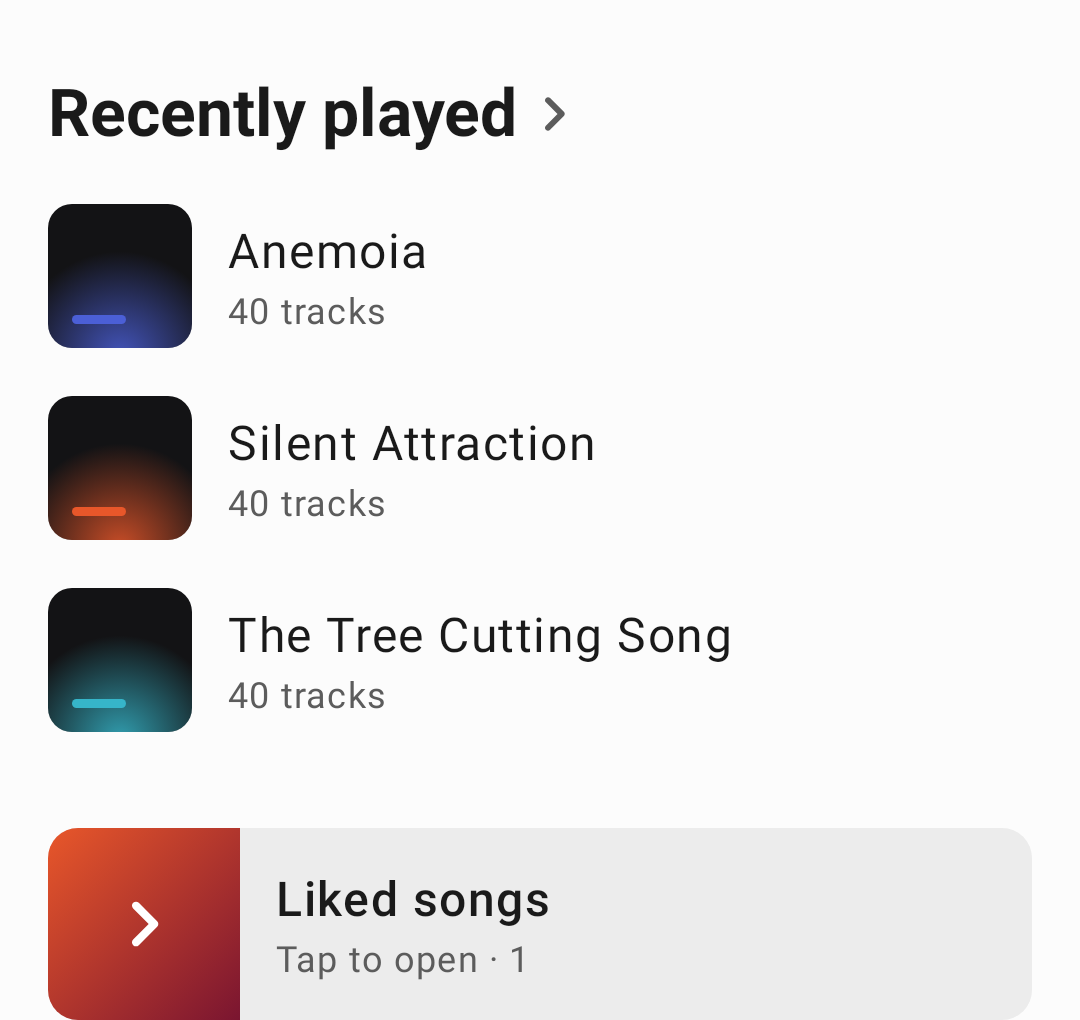 Recently played
Anemoia
40 tracks
Silent Attraction
40 tracks
The Tree Cutting Song
40 tracks
Liked songs
Tap to open · 1